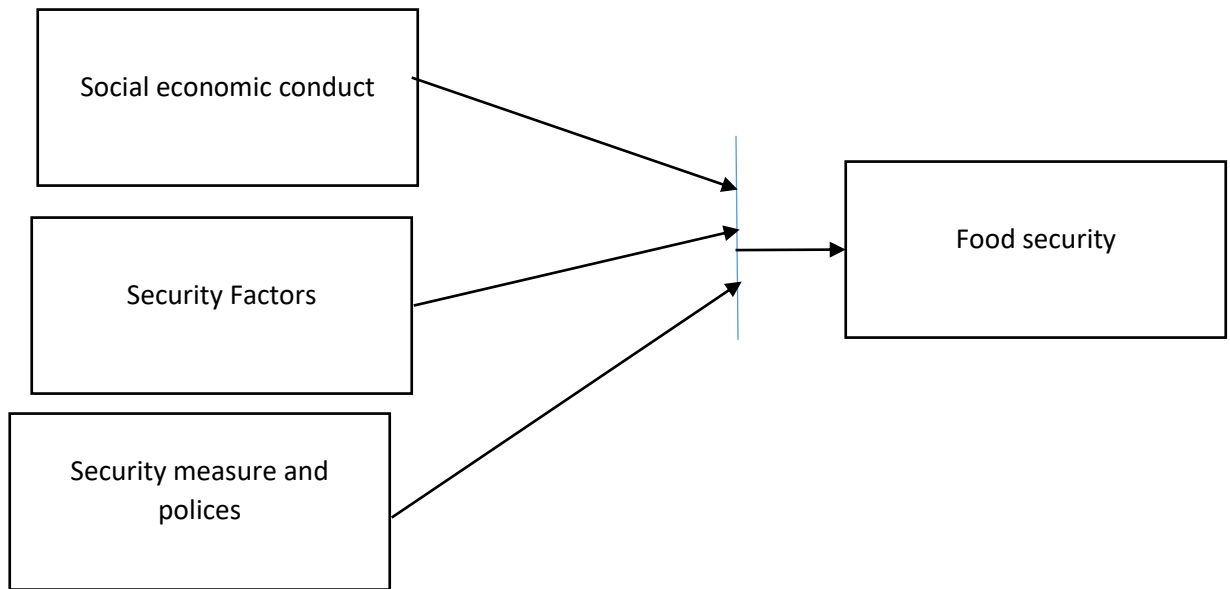 Social economic conduct
Security Factors
Security measure and
polices
Food security